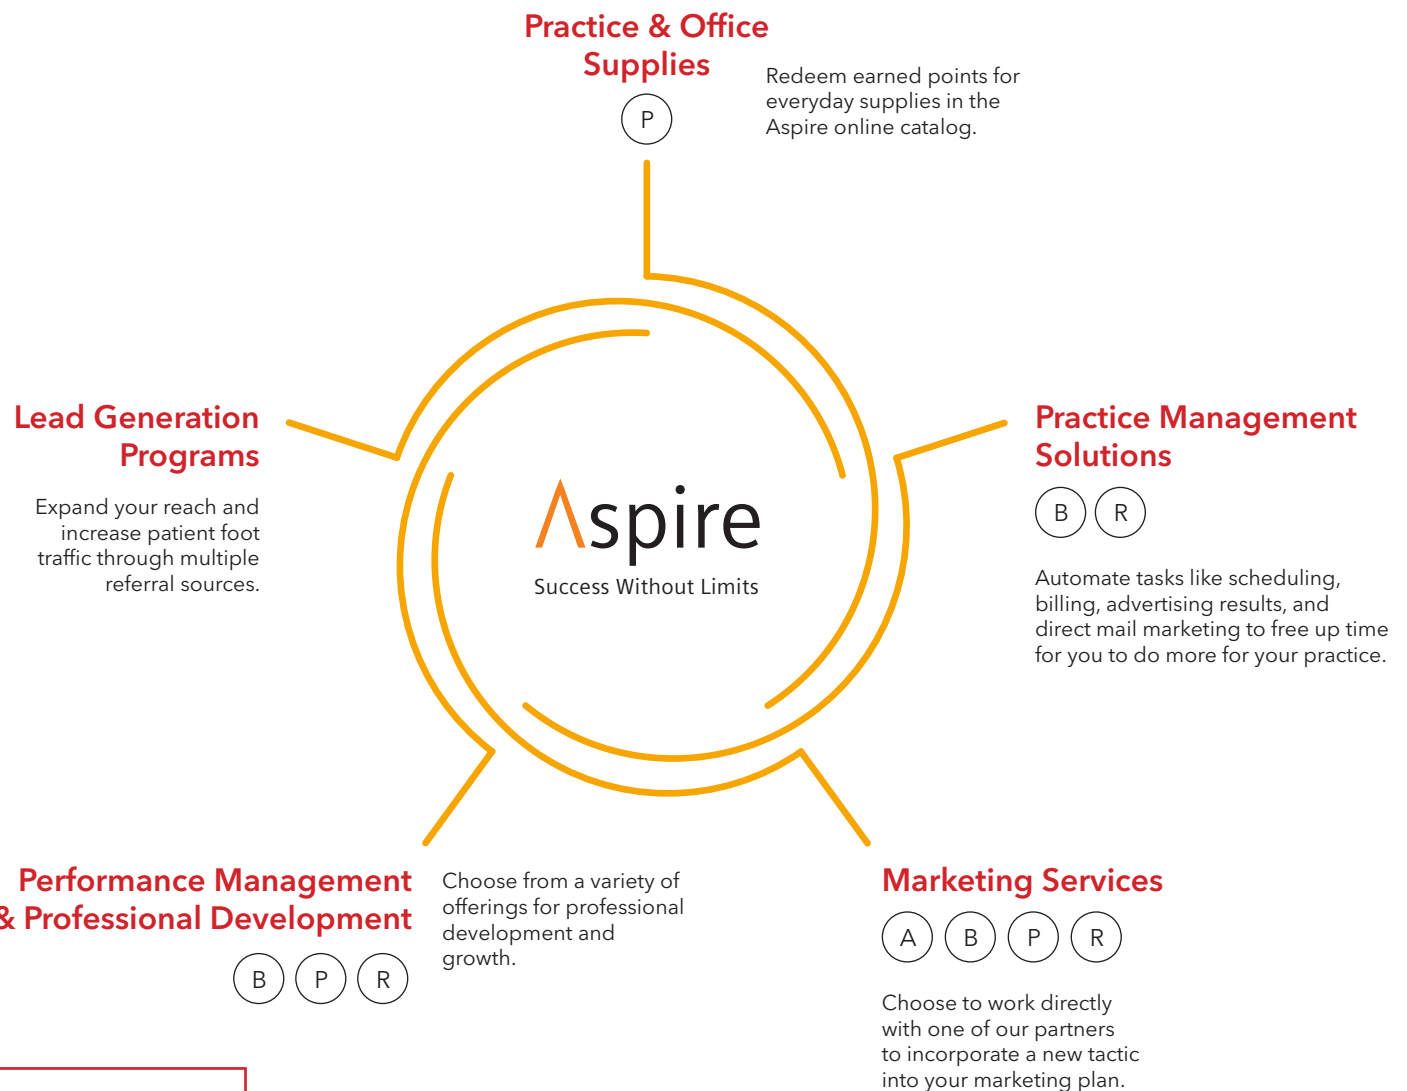 Practice & Office
Supplies
P
Redeem earned points for
everyday supplies in the
Aspire online catalog.
Lead Generation
Programs
Expand your reach and
increase patient foot
traffic through multiple
referral sources.
Aspire
Success Without Limits
Practice Management
Solutions
B R
Automate tasks like scheduling,
billing, advertising results, and
direct mail marketing to free up time
for you to do more for your practice.
Performance Management
& Professional Development
B P R
Choose from a variety of
offerings for professional
development and
growth.
Marketing Services
A B P R
Choose to work directly
with one of our partners
to incorporate a new tactic
into your marketing plan.